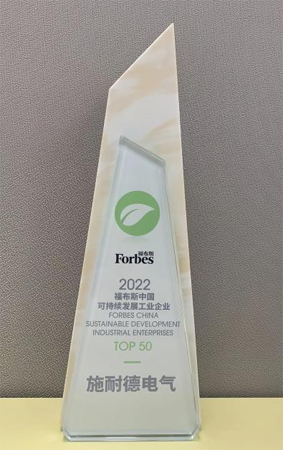 福布斯
Forbes
2022
福布斯中国
可持续发展工业企业
FORBES CHINA
SUSTAINABLE DEVELOPMENT
INDUSTRIAL ENTERPRISES
TOP 50
施耐德电气